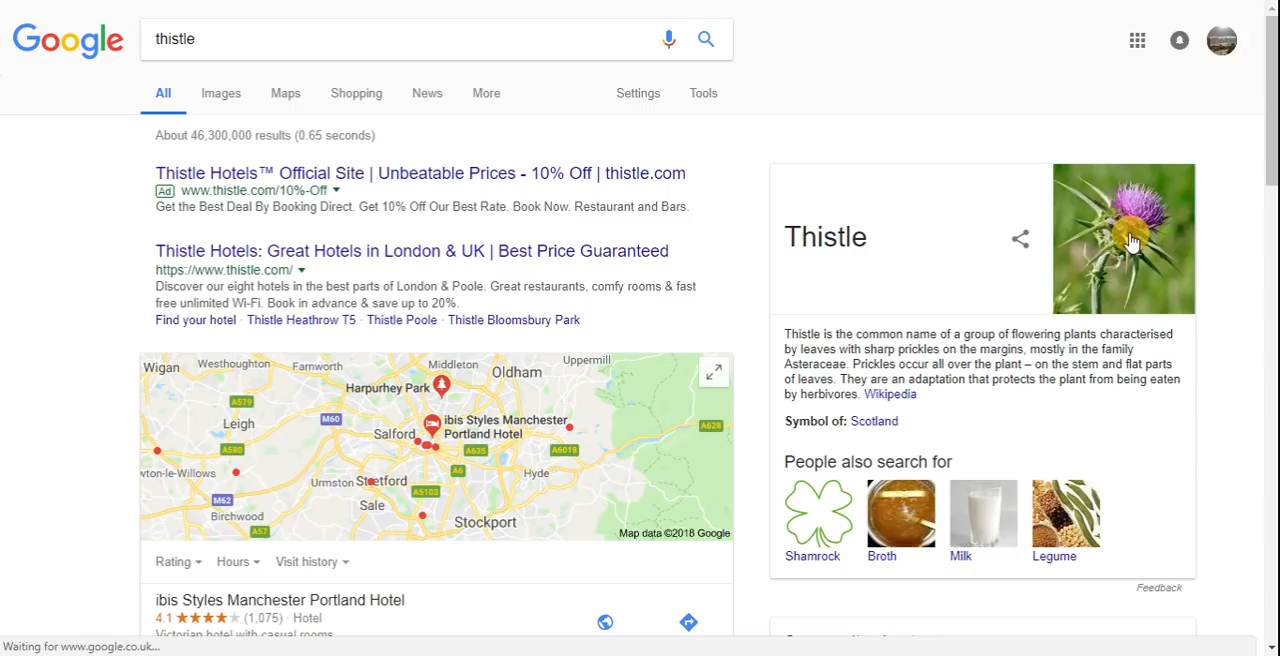 Google
thistle
All Images Maps Shopping News More Settings Tools
About 46,300,000 results (0.65 seconds)
Thistle Hotels™ Official Site | Unbeatable Prices - 10% Off | thistle.com
Ad www.thistle.com/10%-Off
Get the Best Deal By Booking Direct. Get 10% Off Our Best Rate. Book Now. Restaurant and Bars.
Thistle Hotels: Great Hotels in London & UK | Best Price Guaranteed
https://www.thistle.com/
Discover our eight hotels in the best parts of London & Poole. Great restaurants, comfy rooms & fast
free unlimited Wi-Fi. Book in advance & save up to 20%.
Find your hotel · Thistle Heathrow T5 · Thistle Poole · Thistle Bloomsbury Park
Wigan
Westhoughton
Farnworth
Middleton
Uppermill
Oldham
Harpurhey Park
A579
M60
Leigh
Salford
ibis Styles Manchester
Portland Hotel
A628
A580
A635
A6018
wton-le-Willows
A6
Hyde
Urmston
Stretford
M62
A5103
Sale
Birchwood
Stockport
A57
Map data ©2018 Google
Rating Hours Visit history
ibis Styles Manchester Portland Hotel
4.1 (1,075) · Hotel
Victorian hotel with casual rooms
Waiting for www.google.co.uk...
Thistle
Thistle is the common name of a group of flowering plants characterised
by leaves with sharp prickles on the margins, mostly in the family
Asteraceae. Prickles occur all over the plant – on the stem and flat parts
of leaves. They are an adaptation that protects the plant from being eaten
by herbivores. Wikipedia
Symbol of: Scotland
People also search for
Shamrock Broth Milk Legume
Feedback